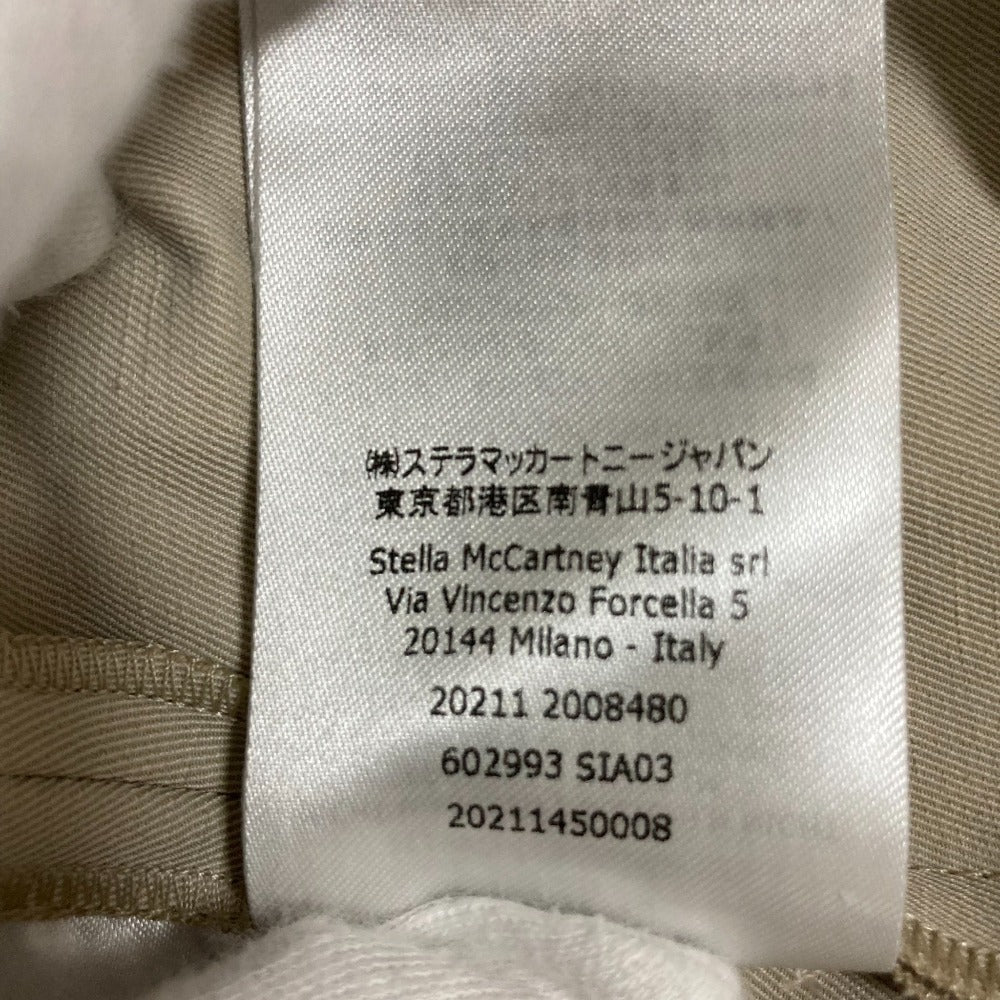 (株)ステラマッカートニージャパン
東京都港区南青山5-10-1
Stella McCartney Italia srl
Via Vincenzo Forcella 5
20144 Milano - Italy
20211 2008480
602993 SIA03
20211450008